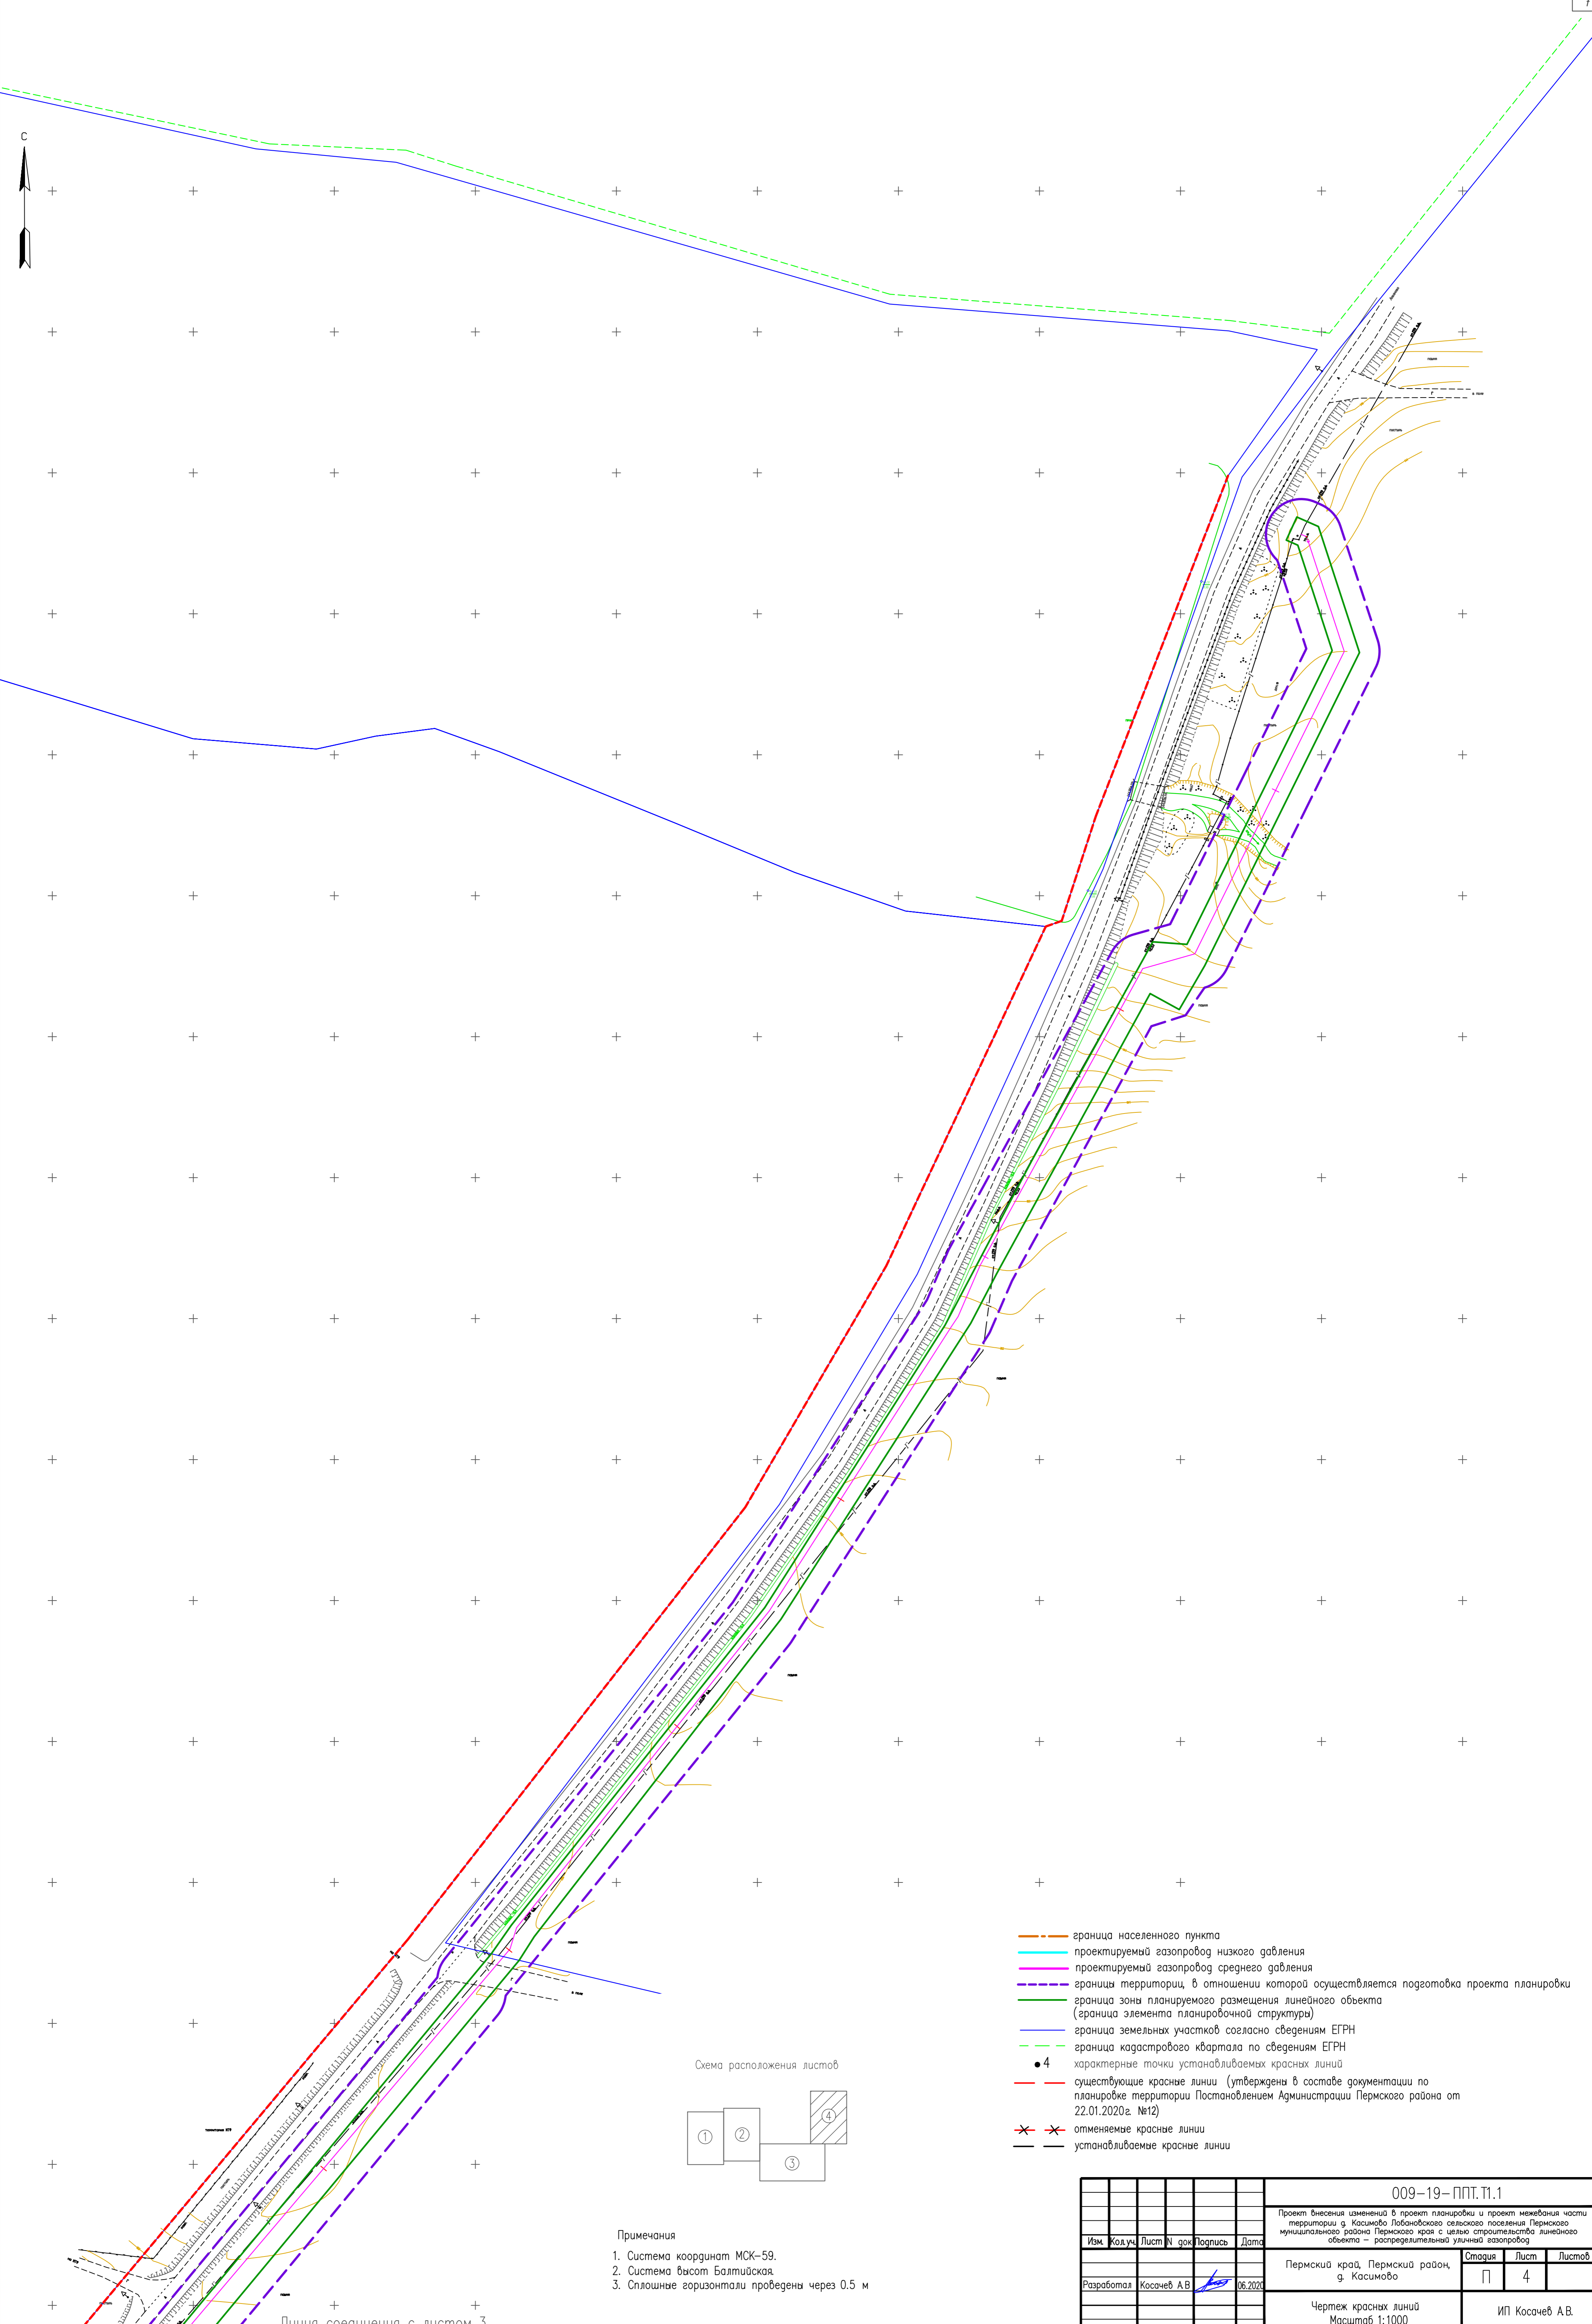 С
граница населенного пункта
проектируемый газопровод низкого давления
проектируемый газопровод среднего давления
границы территории, в отношении которой осуществляется подготовка проекта планировки
граница зоны планируемого размещения линейного объекта
(граница элемента планировочной структуры)
граница земельных участков согласно сведениям ЕГРН
граница кадастрового квартала по сведениям ЕГРН
4 характерные точки устанавливаемых красных линий
существующие красные линии (утверждены в составе документации по
планировке территории Постановлением Администрации Пермского района от
22.01.2020г. №12)
отменяемые красные линии
устанавливаемые красные линии
Схема расположения листов
1
2
3
4
Примечания
1. Система координат МСК-59.
2. Система высот Балтийская.
3. Сплошные горизонтали проведены через 0.5 м
Линия соединения с листом 3
009-19-ППТ.Т1.1
Проект внесения изменений в проект планировки и проект межевания части
территории д. Касимово Лобановского сельского поселения Пермского
муниципального района Пермского края с целью строительства линейного
объекта – распределительный уличный газопровод
Изм. Кол.уч. Лист N док. Подпись Дата
Разработал Косачев А.В. 06.2020
Пермский край, Пермский район,
д. Касимово
Стадия Лист Листов
П 4
Чертеж красных линий
Масштаб 1:1000
ИП Косачев А.В.